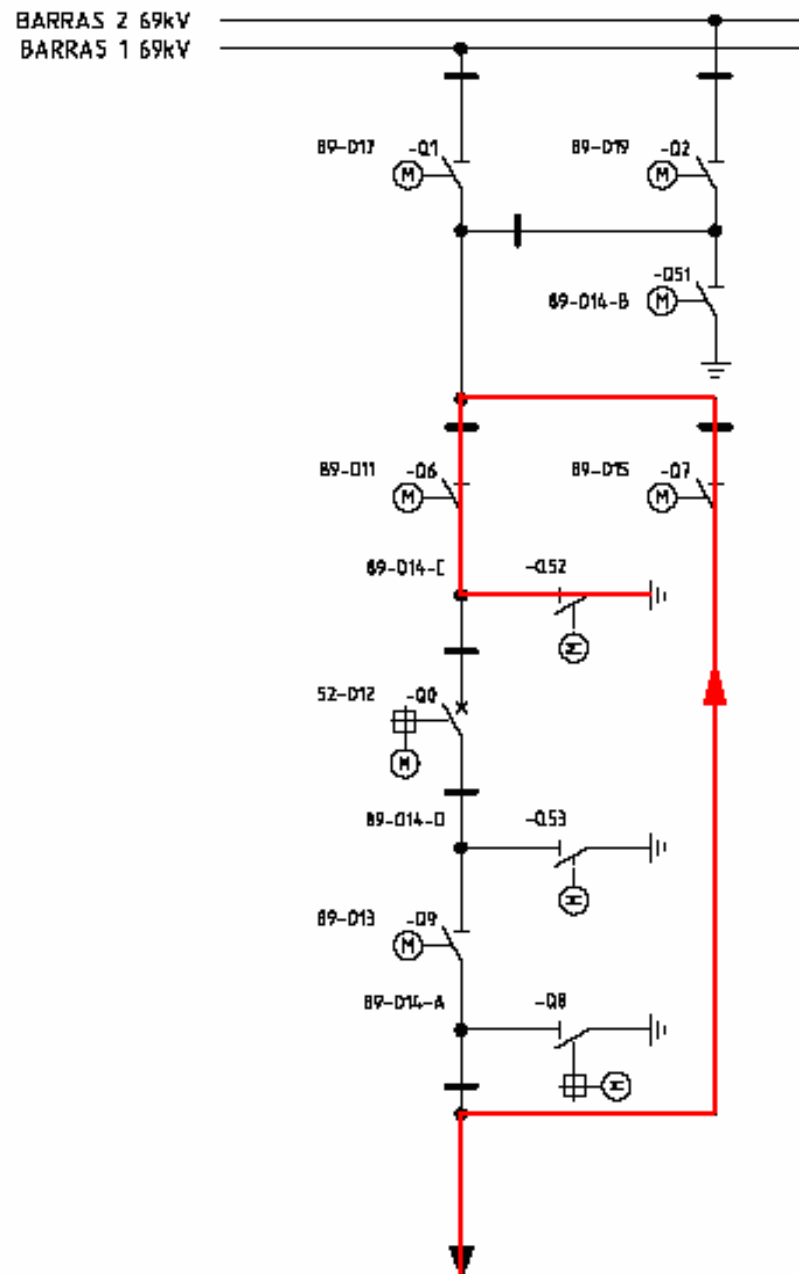 BARRAS 2 69kV
BARRAS 1 69kV
89-D17 -Q1
M
89-D19 -Q2
M
-Q51
89-D14-B
M
89-D11 -Q6
M
89-D15 -Q7
M
89-D14-C -Q52
M
52-D12 -Q0
M
89-D14-D -Q53
M
89-D13 -Q9
M
89-D14-A -Q8
M